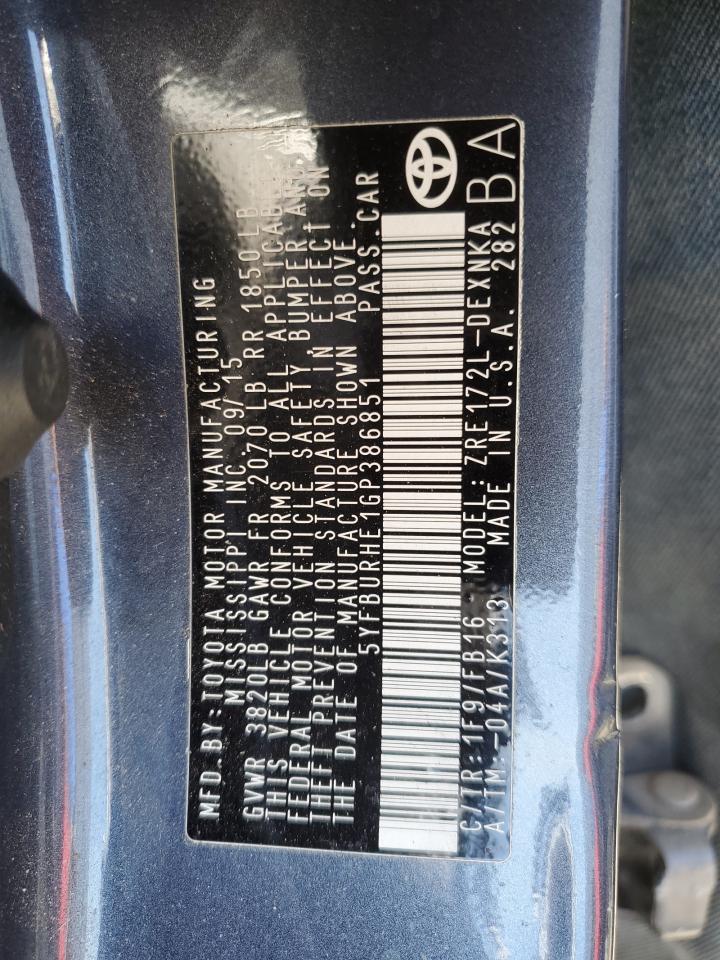 MFD.BY:TOYOTA MOTOR MANUFACTURING
MISSISSIPPI INC.09/15
GVWR 3820LB GAWR FR 2070LB RR 1850LB
THIS VEHICLE CONFORMS TO ALL APPLICABLE
FEDERAL MOTOR VEHICLE SAFETY BUMPER AND
THEFT PREVENTION STANDARDS IN EFFECT ON
THE DATE OF MANUFACTURE SHOWN ABOVE.
5YFBURHE1GP386851 PASS.CAR
C/TR:1F9/FB16 MODEL:ZRE172L-DEXNKA
A/TM:-04A/K313 MADE IN U.S.A. 282
BA